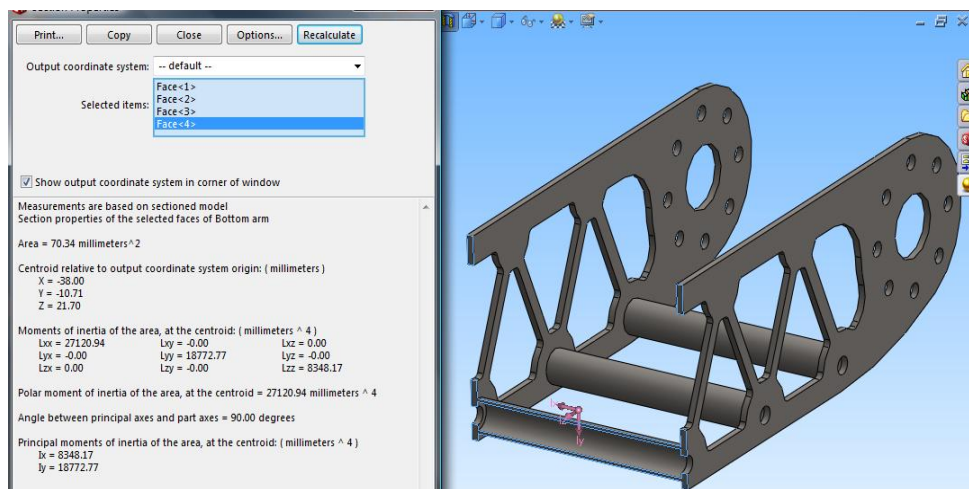 Section Properties
Print... Copy Close Options... Recalculate
Output coordinate system: -- default --
Selected items:
Face<1>
Face<2>
Face<3>
Face<4>
Show output coordinate system in corner of window
Measurements are based on sectioned model
Section properties of the selected faces of Bottom arm
Area = 70.34 millimeters^2
Centroid relative to output coordinate system origin: ( millimeters )
X = -38.00
Y = -10.71
Z = 21.70
Moments of inertia of the area, at the centroid: ( millimeters ^ 4 )
Lxx = 27120.94 Lxy = -0.00 Lxz = 0.00
Lyx = -0.00 Lyy = 18772.77 Lyz = -0.00
Lzx = 0.00 Lzy = -0.00 Lzz = 8348.17
Polar moment of inertia of the area, at the centroid = 27120.94 millimeters ^ 4
Angle between principal axes and part axes = 90.00 degrees
Principal moments of inertia of the area, at the centroid: ( millimeters ^ 4 )
Ix = 8348.17
Iy = 18772.77
Iy